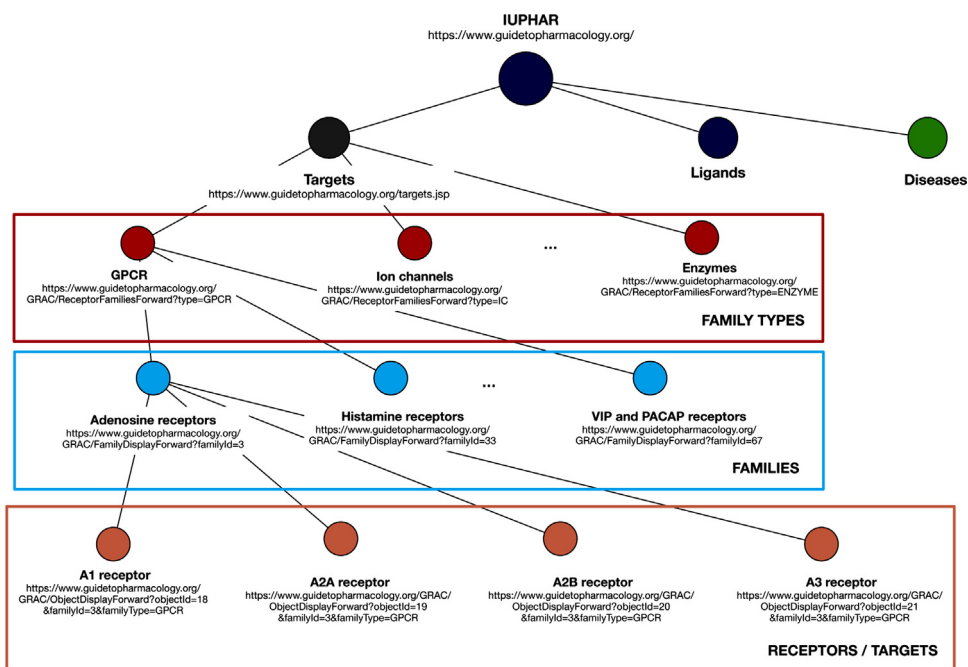 IUPHAR
https://www.guidetopharmacology.org/
Targets
https://www.guidetopharmacology.org/targets.jsp
Ligands
Diseases
GPCR
https://www.guidetopharmacology.org/
GRAC/ReceptorFamiliesForward?type=GPCR
Ion channels
https://www.guidetopharmacology.org/
GRAC/ReceptorFamiliesForward?type=IC
...
Enzymes
https://www.guidetopharmacology.org/
GRAC/ReceptorFamiliesForward?type=ENZYME
FAMILY TYPES
Adenosine receptors
https://www.guidetopharmacology.org/
GRAC/FamilyDisplayForward?familyId=3
Histamine receptors
https://www.guidetopharmacology.org/
GRAC/FamilyDisplayForward?familyId=33
...
VIP and PACAP receptors
https://www.guidetopharmacology.org/
GRAC/FamilyDisplayForward?familyId=67
FAMILIES
A1 receptor
https://www.guidetopharmacology.org/
GRAC/ObjectDisplayForward?objectId=18
&familyId=3&familyType=GPCR
A2A receptor
https://www.guidetopharmacology.org/GRAC/
ObjectDisplayForward?objectId=19
&familyId=3&familyType=GPCR
A2B receptor
https://www.guidetopharmacology.org/GRAC/
ObjectDisplayForward?objectId=20
&familyId=3&familyType=GPCR
A3 receptor
https://www.guidetopharmacology.org/GRAC/
ObjectDisplayForward?objectId=21
&familyId=3&familyType=GPCR
RECEPTORS / TARGETS